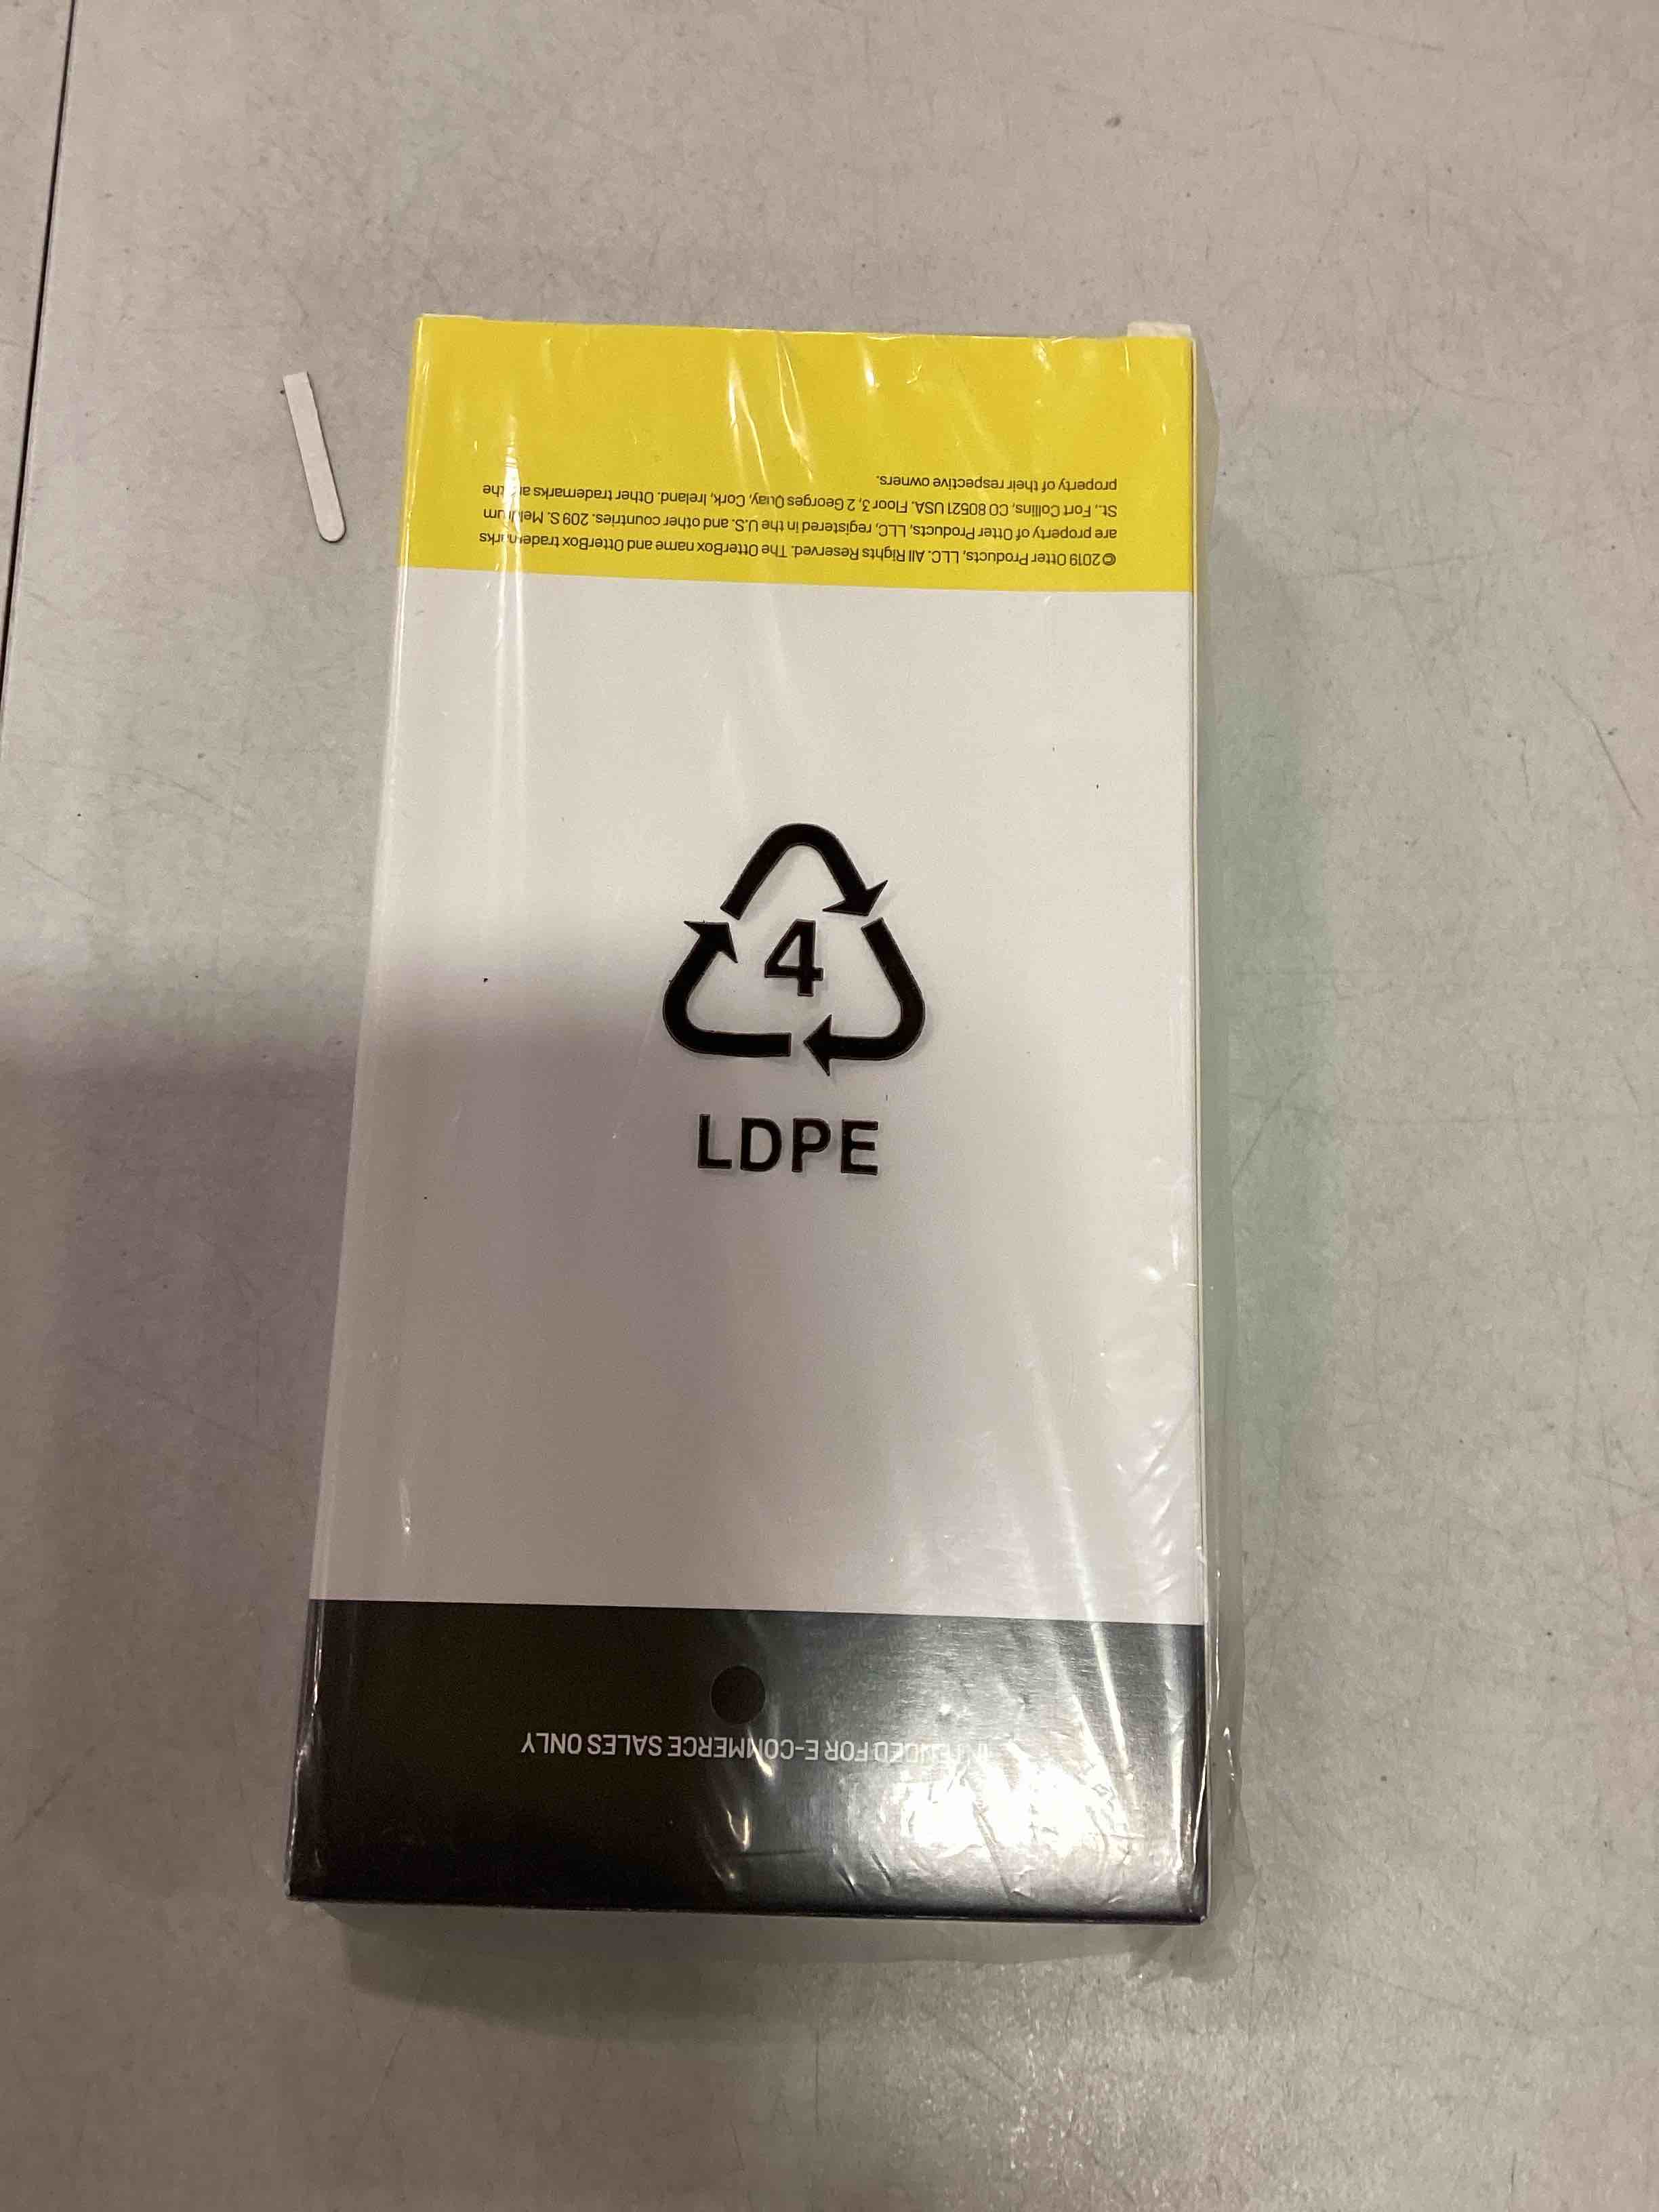 © 2019 Otter Products, LLC. All Rights Reserved. The OtterBox name and OtterBox trademarks
are property of Otter Products, LLC, registered in the U.S. and other countries. 209 S. Meldrum
St., Fort Collins, CO 80521 USA. Floor 3, 2 Georges Quay, Cork, Ireland. Other trademarks are the
property of their respective owners.
4
LDPE
INTENDED FOR E-COMMERCE SALES ONLY